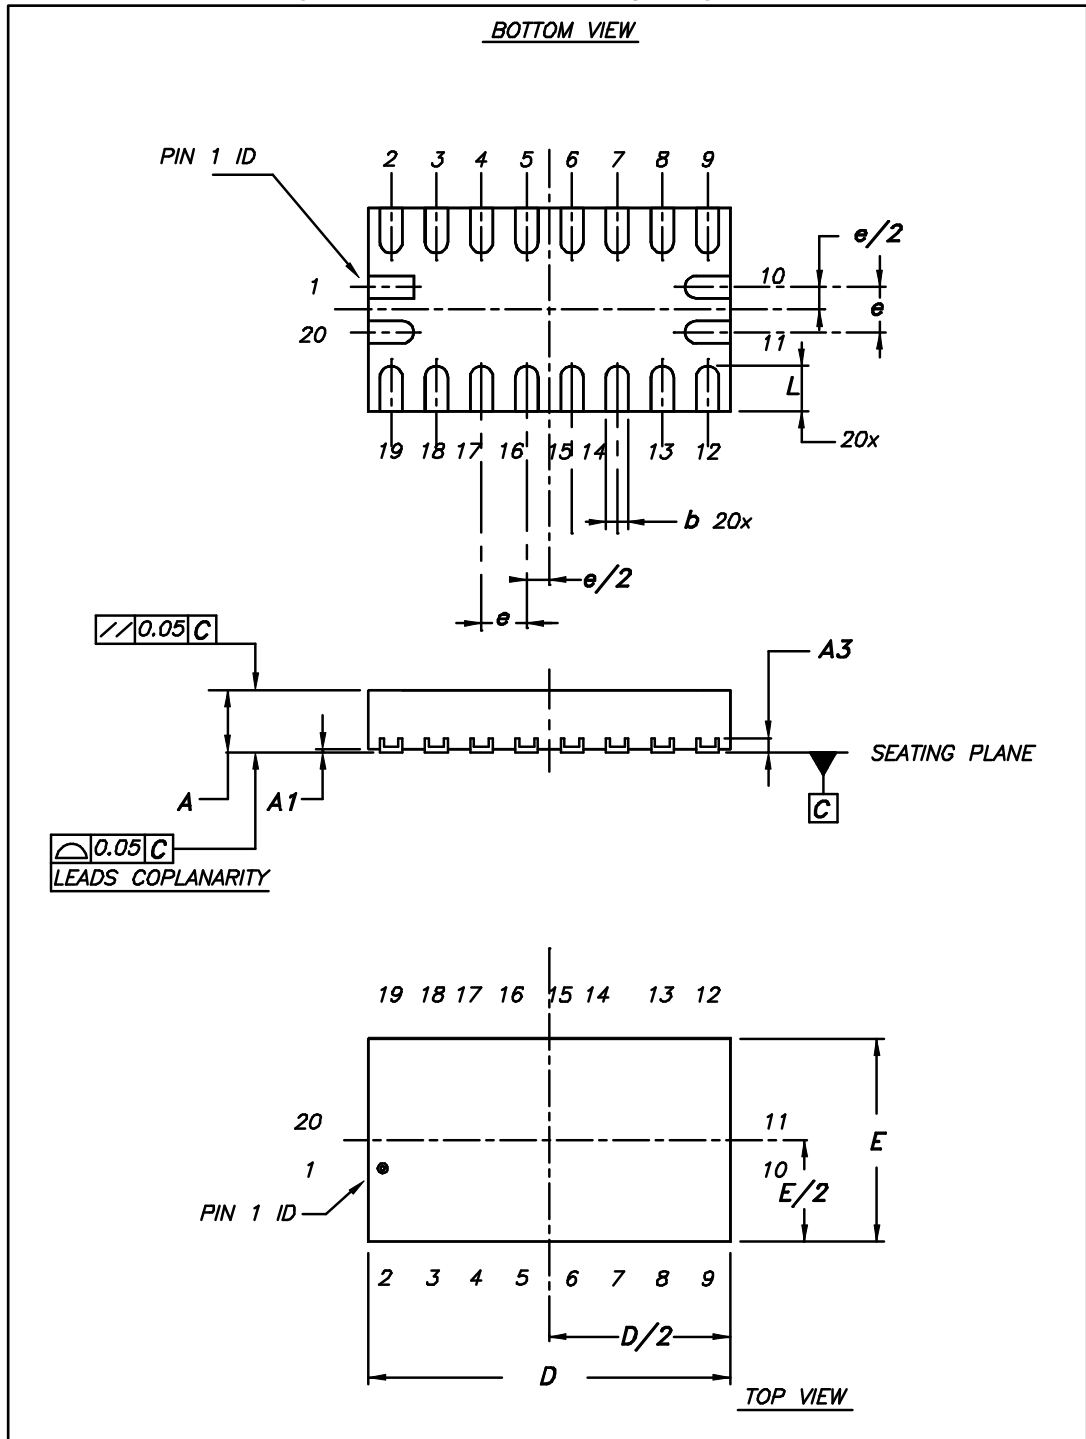 BOTTOM VIEW
PIN 1 ID
2 3 4 5 6 7 8 9
e/2
1
10
e
20
11
L
19 18 17 16 15 14 13 12
20x
b 20x
e/2
e
// 0.05 C
A3
SEATING PLANE
A
A1
C
0.05 C
LEADS COPLANARITY
19 18 17 16 15 14 13 12
20
11
E
1
10
E/2
PIN 1 ID
2 3 4 5 6 7 8 9
D/2
D
TOP VIEW